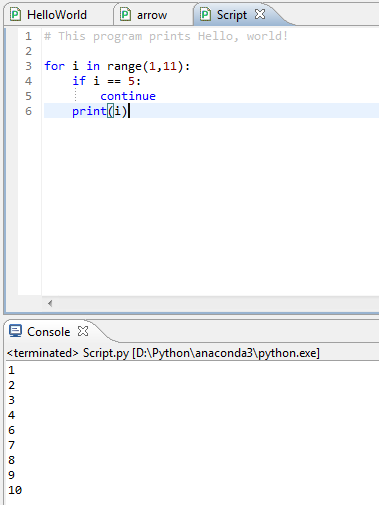 HelloWorld arrow Script
1 # This program prints Hello, world!
2
3 for i in range(1,11):
4     if i == 5:
5         continue
6     print(i)
Console
<terminated> Script.py [D:\Python\anaconda3\python.exe]
1
2
3
4
6
7
8
9
10